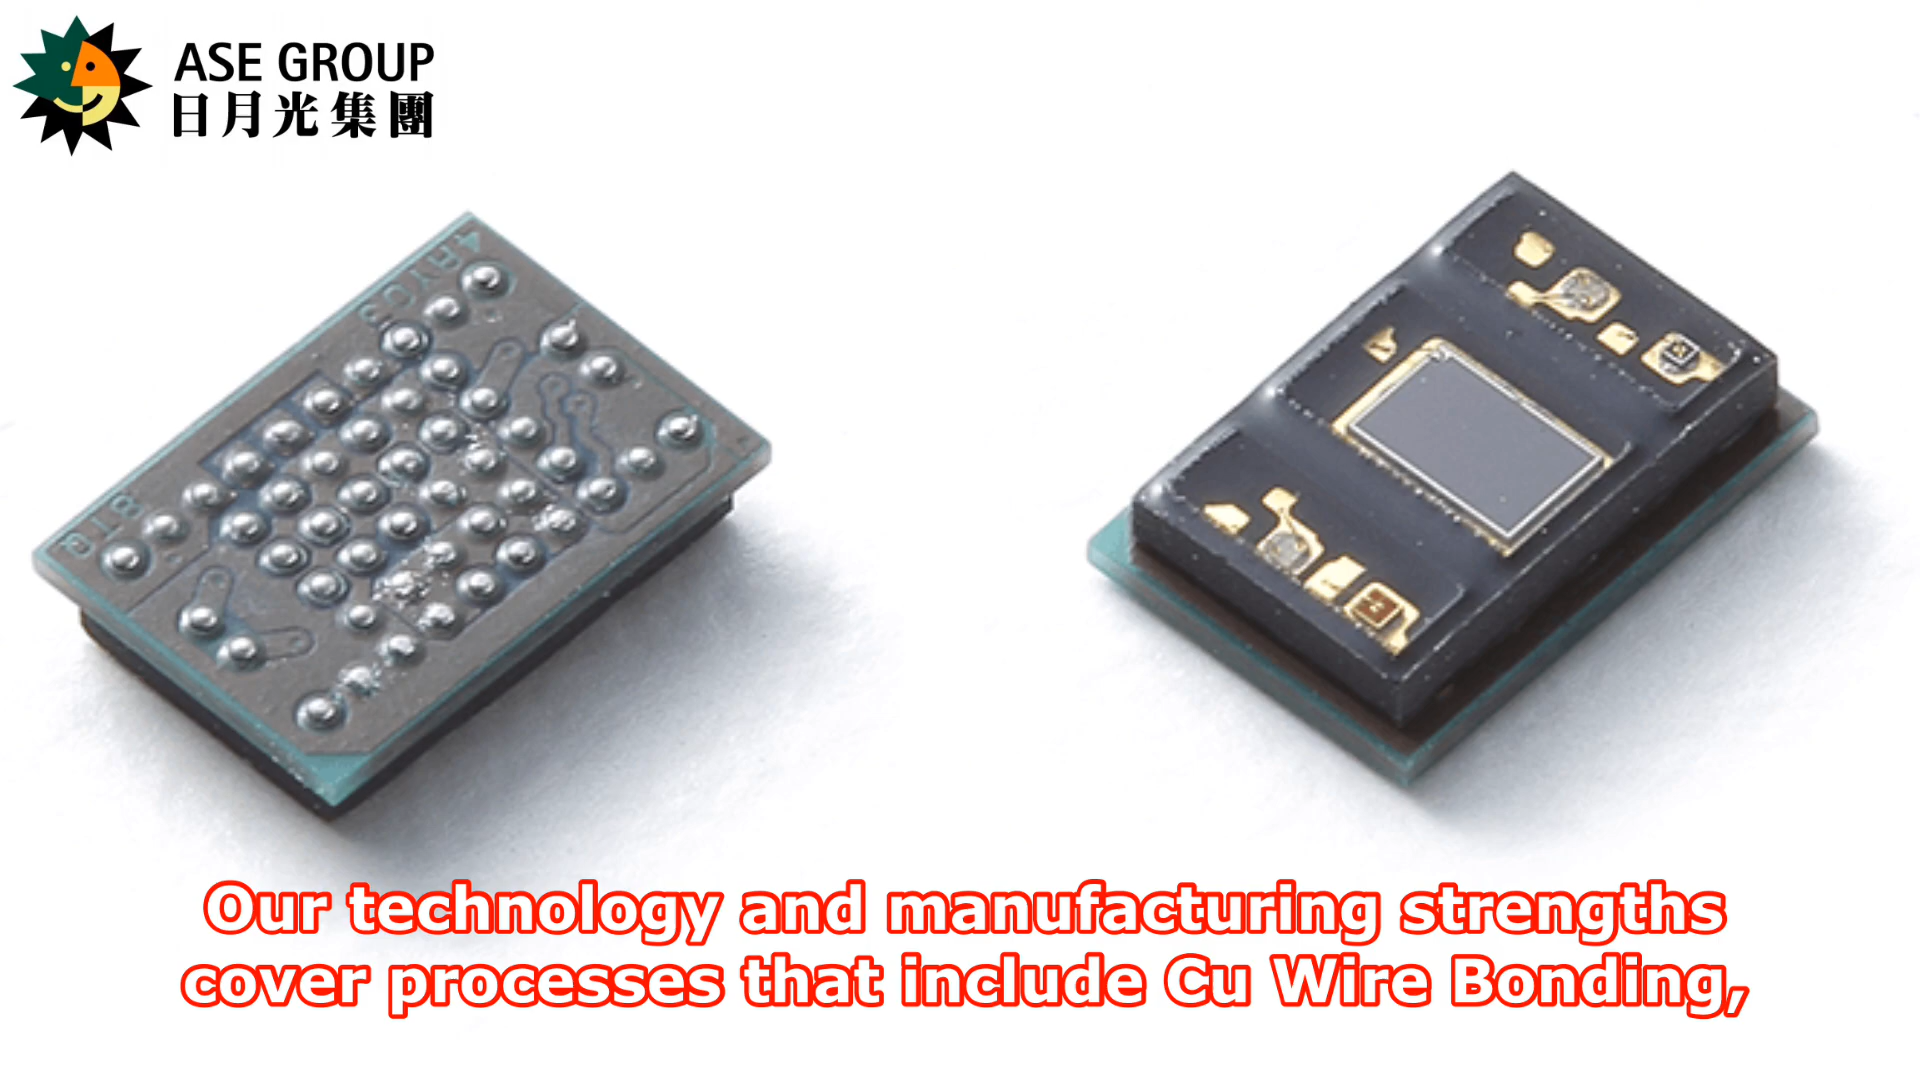 ASE GROUP
日月光集團
Our technology and manufacturing strengths
cover processes that include Cu Wire Bonding,